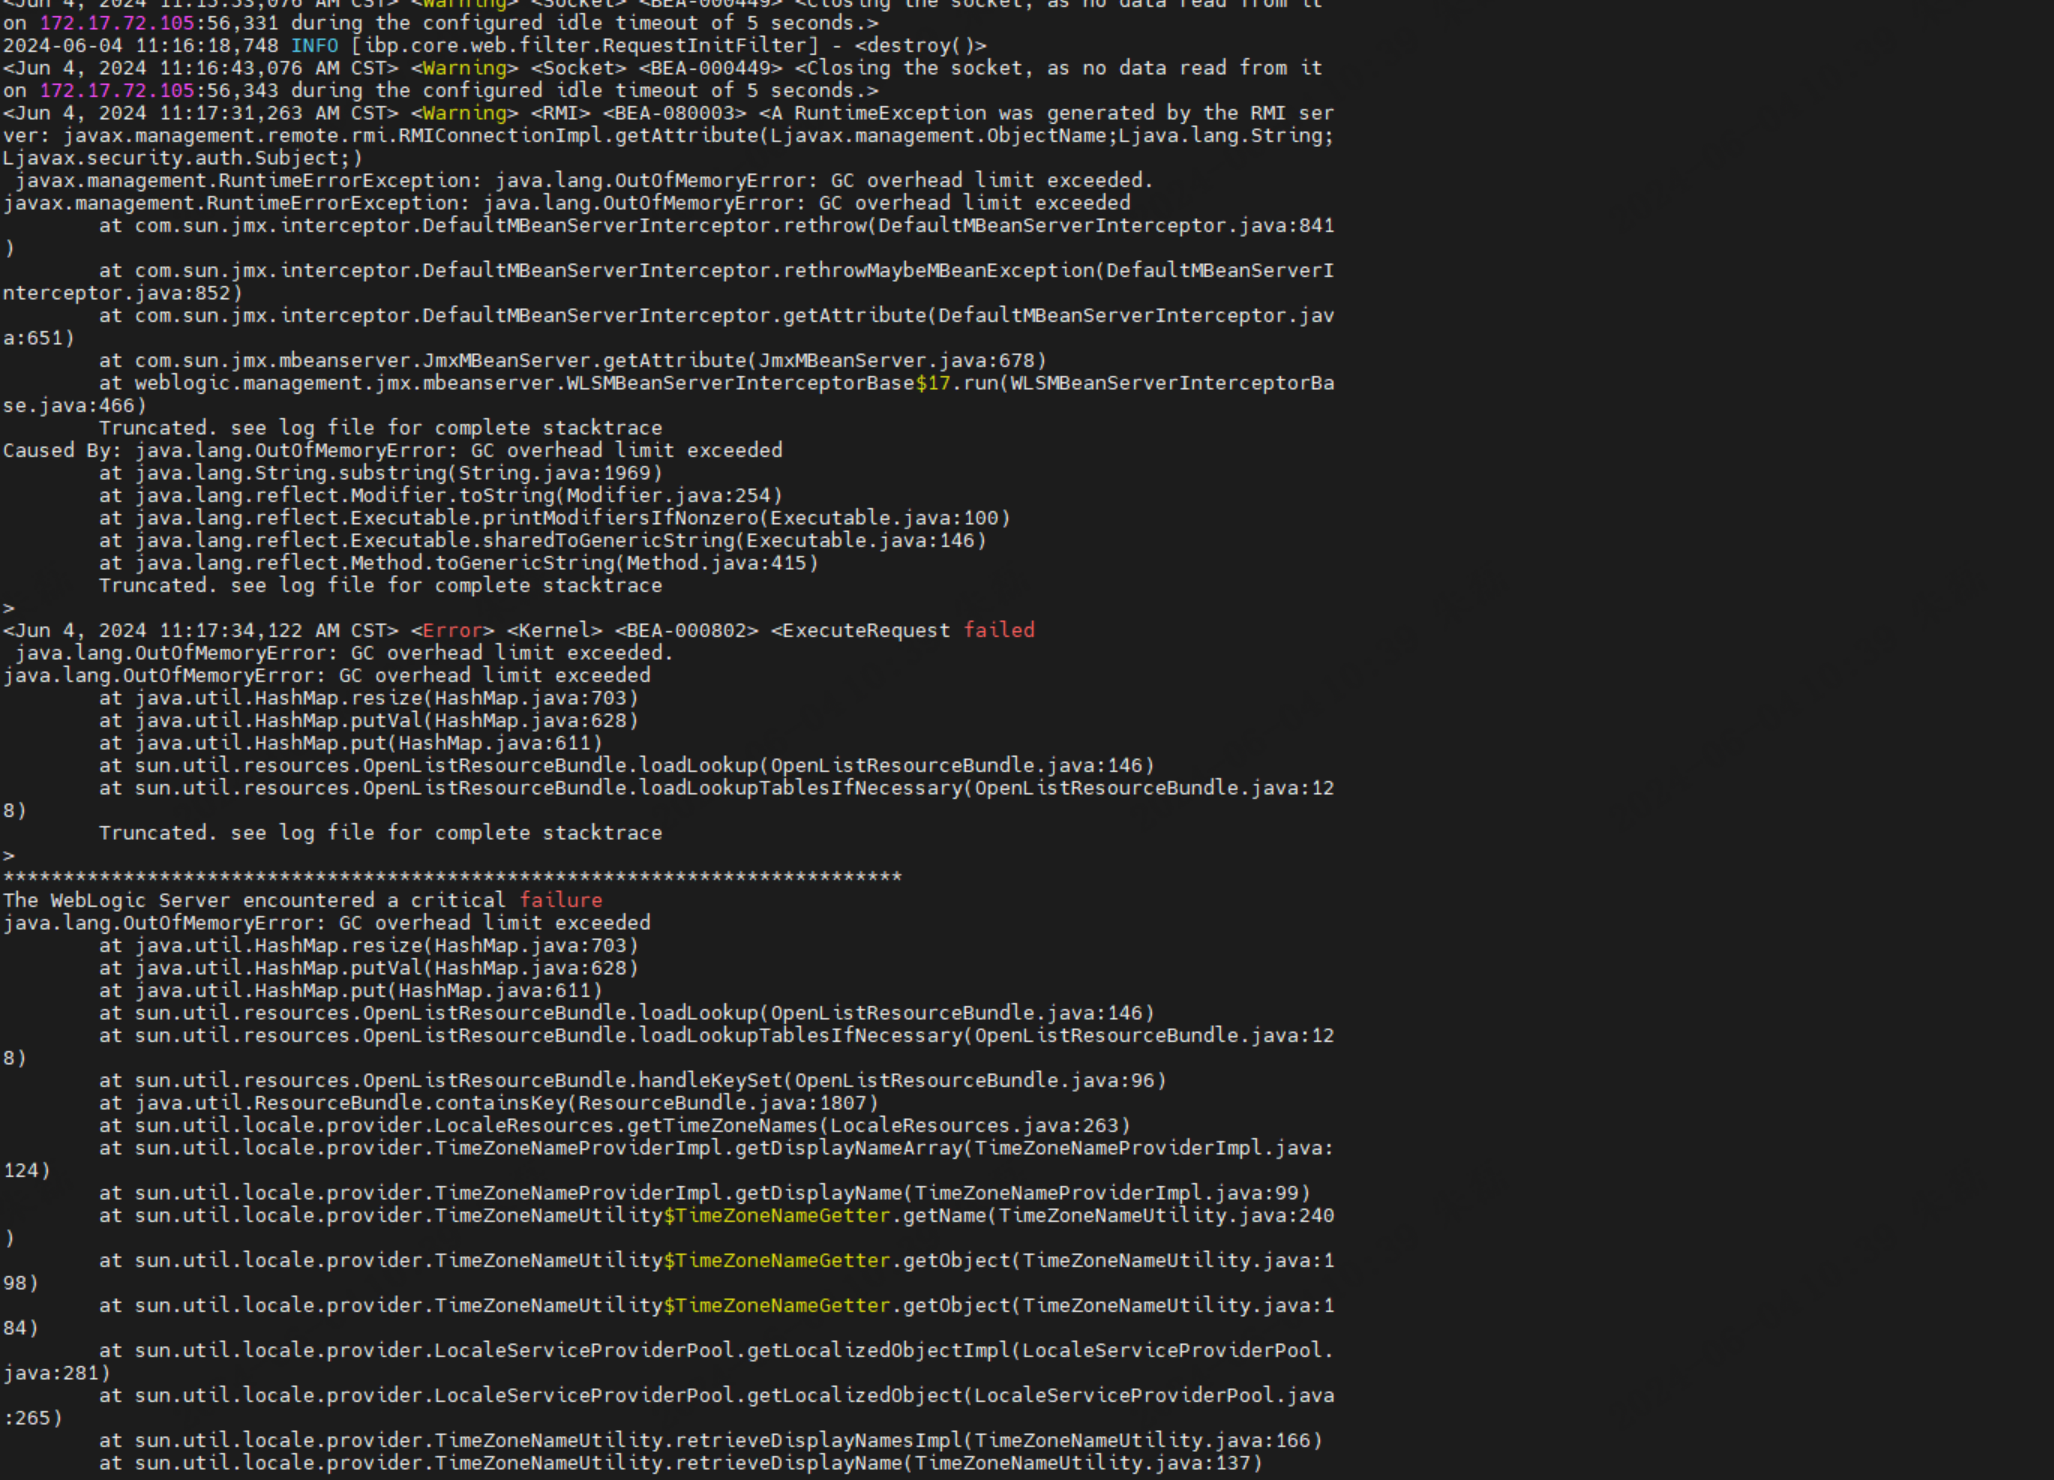 <Jun 4, 2024 11:15:53,076 AM CST> <Warning> <Socket> <BEA-000449> <Closing the socket, as no data read from it
on 172.17.72.105:56,331 during the configured idle timeout of 5 seconds.>
2024-06-04 11:16:18,748 INFO [ibp.core.web.filter.RequestInitFilter] - <destroy()>
<Jun 4, 2024 11:16:43,076 AM CST> <Warning> <Socket> <BEA-000449> <Closing the socket, as no data read from it
on 172.17.72.105:56,343 during the configured idle timeout of 5 seconds.>
<Jun 4, 2024 11:17:31,263 AM CST> <Warning> <RMI> <BEA-080003> <A RuntimeException was generated by the RMI ser
ver: javax.management.remote.rmi.RMIConnectionImpl.getAttribute(Ljavax.management.ObjectName;Ljava.lang.String;
Ljavax.security.auth.Subject;)
 javax.management.RuntimeErrorException: java.lang.OutOfMemoryError: GC overhead limit exceeded.
javax.management.RuntimeErrorException: java.lang.OutOfMemoryError: GC overhead limit exceeded
        at com.sun.jmx.interceptor.DefaultMBeanServerInterceptor.rethrow(DefaultMBeanServerInterceptor.java:841
)
        at com.sun.jmx.interceptor.DefaultMBeanServerInterceptor.rethrowMaybeMBeanException(DefaultMBeanServerI
nterceptor.java:852)
        at com.sun.jmx.interceptor.DefaultMBeanServerInterceptor.getAttribute(DefaultMBeanServerInterceptor.jav
a:651)
        at com.sun.jmx.mbeanserver.JmxMBeanServer.getAttribute(JmxMBeanServer.java:678)
        at weblogic.management.jmx.mbeanserver.WLSMBeanServerInterceptorBase$17.run(WLSMBeanServerInterceptorBa
se.java:466)
        Truncated. see log file for complete stacktrace
Caused By: java.lang.OutOfMemoryError: GC overhead limit exceeded
        at java.lang.String.substring(String.java:1969)
        at java.lang.reflect.Modifier.toString(Modifier.java:254)
        at java.lang.reflect.Executable.printModifiersIfNonzero(Executable.java:100)
        at java.lang.reflect.Executable.sharedToGenericString(Executable.java:146)
        at java.lang.reflect.Method.toGenericString(Method.java:415)
        Truncated. see log file for complete stacktrace
>
<Jun 4, 2024 11:17:34,122 AM CST> <Error> <Kernel> <BEA-000802> <ExecuteRequest failed
 java.lang.OutOfMemoryError: GC overhead limit exceeded.
java.lang.OutOfMemoryError: GC overhead limit exceeded
        at java.util.HashMap.resize(HashMap.java:703)
        at java.util.HashMap.putVal(HashMap.java:628)
        at java.util.HashMap.put(HashMap.java:611)
        at sun.util.resources.OpenListResourceBundle.loadLookup(OpenListResourceBundle.java:146)
        at sun.util.resources.OpenListResourceBundle.loadLookupTablesIfNecessary(OpenListResourceBundle.java:12
8)
        Truncated. see log file for complete stacktrace
>
***************************************************************************
The WebLogic Server encountered a critical failure
java.lang.OutOfMemoryError: GC overhead limit exceeded
        at java.util.HashMap.resize(HashMap.java:703)
        at java.util.HashMap.putVal(HashMap.java:628)
        at java.util.HashMap.put(HashMap.java:611)
        at sun.util.resources.OpenListResourceBundle.loadLookup(OpenListResourceBundle.java:146)
        at sun.util.resources.OpenListResourceBundle.loadLookupTablesIfNecessary(OpenListResourceBundle.java:12
8)
        at sun.util.resources.OpenListResourceBundle.handleKeySet(OpenListResourceBundle.java:96)
        at java.util.ResourceBundle.containsKey(ResourceBundle.java:1807)
        at sun.util.locale.provider.LocaleResources.getTimeZoneNames(LocaleResources.java:263)
        at sun.util.locale.provider.TimeZoneNameProviderImpl.getDisplayNameArray(TimeZoneNameProviderImpl.java:
124)
        at sun.util.locale.provider.TimeZoneNameProviderImpl.getDisplayName(TimeZoneNameProviderImpl.java:99)
        at sun.util.locale.provider.TimeZoneNameUtility$TimeZoneNameGetter.getName(TimeZoneNameUtility.java:240
)
        at sun.util.locale.provider.TimeZoneNameUtility$TimeZoneNameGetter.getObject(TimeZoneNameUtility.java:1
98)
        at sun.util.locale.provider.TimeZoneNameUtility$TimeZoneNameGetter.getObject(TimeZoneNameUtility.java:1
84)
        at sun.util.locale.provider.LocaleServiceProviderPool.getLocalizedObjectImpl(LocaleServiceProviderPool.
java:281)
        at sun.util.locale.provider.LocaleServiceProviderPool.getLocalizedObject(LocaleServiceProviderPool.java
:265)
        at sun.util.locale.provider.TimeZoneNameUtility.retrieveDisplayNamesImpl(TimeZoneNameUtility.java:166)
        at sun.util.locale.provider.TimeZoneNameUtility.retrieveDisplayName(TimeZoneNameUtility.java:137)